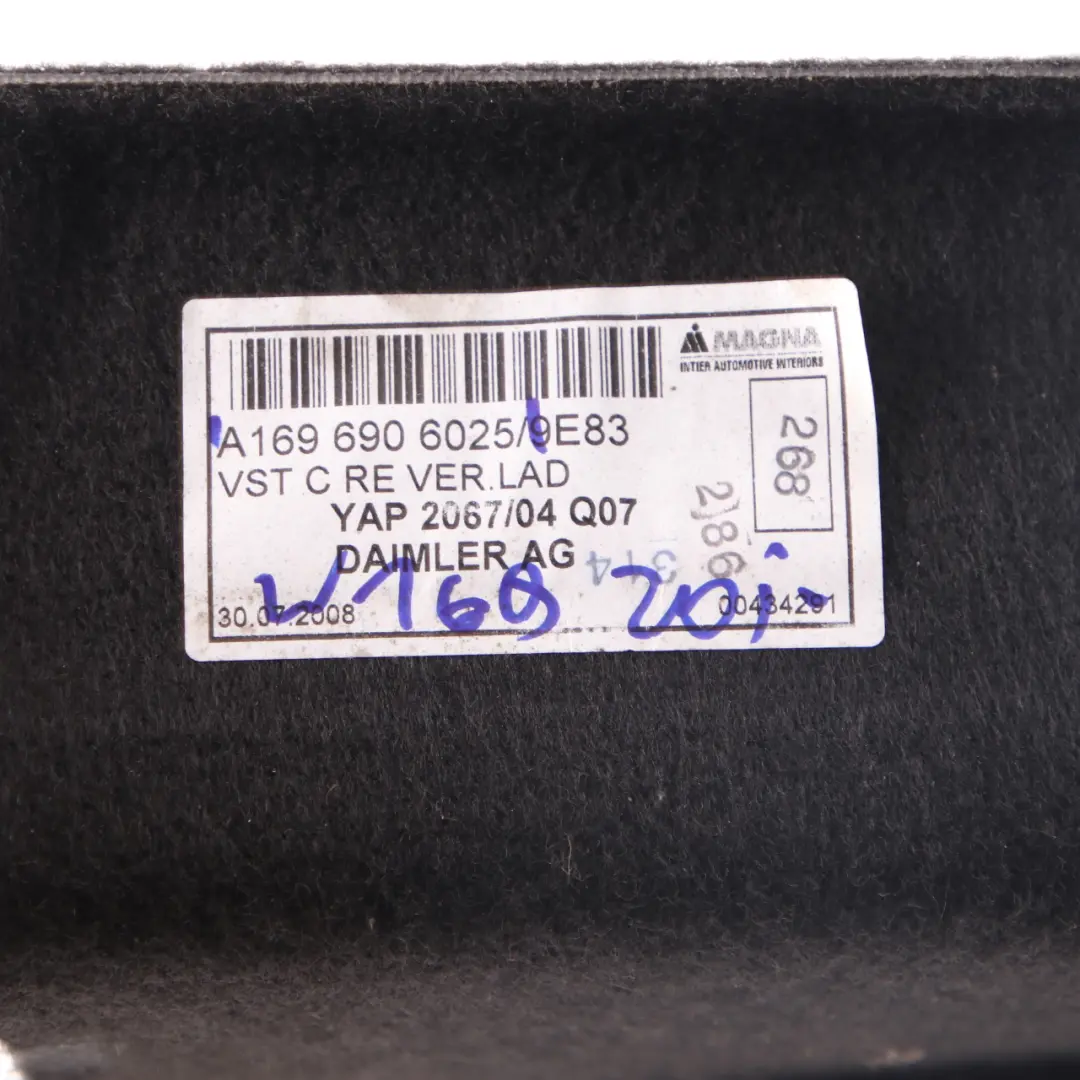 MAGNA
INTIER AUTOMOTIVE INTERIORS
A169 690 6025/9E83
VST C RE VER.LAD
268
YAP 2067/04 Q07
2)86
DAIMLER AG
314
W169
30.07.2008
00434291